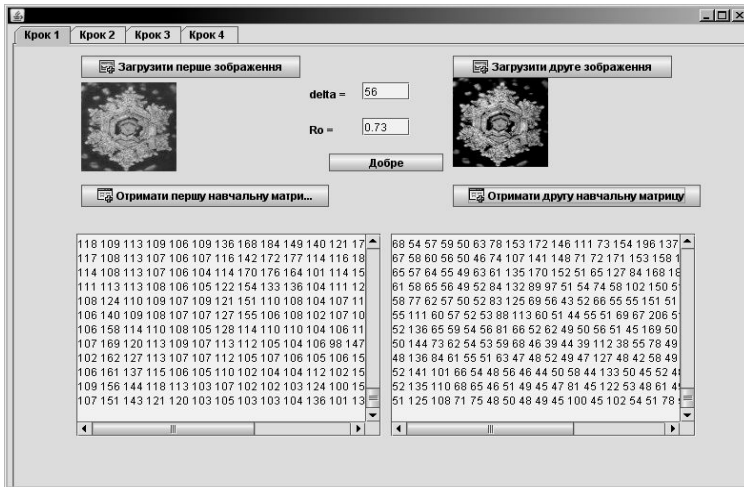 Крок 1 Крок 2 Крок 3 Крок 4
Загрузити перше зображення
Загрузити друге зображення
delta = 56
Ro = 0.73
Добре
Отримати першу навчальну матри...
Отримати другу навчальну матрицу
118 109 113 109 106 109 136 168 184 149 140 121 17
117 108 113 107 106 107 116 142 172 177 114 116 18
114 108 113 107 106 104 114 170 176 164 101 114 15
111 113 113 108 106 105 122 154 133 136 104 111 12
108 124 110 109 107 109 121 151 110 108 104 107 11
106 140 109 108 107 107 127 155 106 108 102 107 10
106 158 114 110 108 105 128 114 110 110 104 106 11
107 169 120 113 109 107 113 112 105 104 106 98 147
102 162 127 113 107 107 112 105 107 106 105 106 15
106 161 137 115 106 105 110 102 104 104 112 102 15
109 156 144 118 113 103 107 102 102 103 124 100 15
107 151 143 121 120 103 105 103 103 104 136 101 13
68 54 57 59 50 63 78 153 172 146 111 73 154 196 137
67 58 60 56 50 46 74 107 141 148 71 72 171 153 158 1
65 57 64 55 49 63 61 135 170 152 51 65 127 84 168 18
61 58 65 56 49 52 84 132 89 97 51 54 74 58 102 150 5
58 77 62 57 50 52 83 125 69 56 43 52 66 55 55 151 51
55 111 60 57 52 53 88 113 60 51 44 55 51 69 67 206 5
52 136 65 59 54 56 81 66 52 62 49 50 56 51 45 169 50
50 144 73 62 54 53 59 68 46 39 44 39 112 38 55 78 49
48 136 84 61 55 51 63 47 48 52 49 47 127 48 42 58 49
52 141 101 66 54 48 56 46 44 50 58 44 133 50 45 52 4
52 135 110 68 65 46 51 49 45 47 81 45 122 53 48 61 4
51 125 108 71 75 48 50 48 49 45 100 45 102 54 51 78